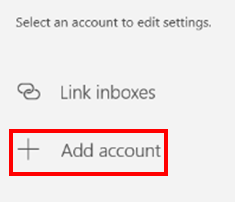 Select an account to edit settings.
Link inboxes
Add account